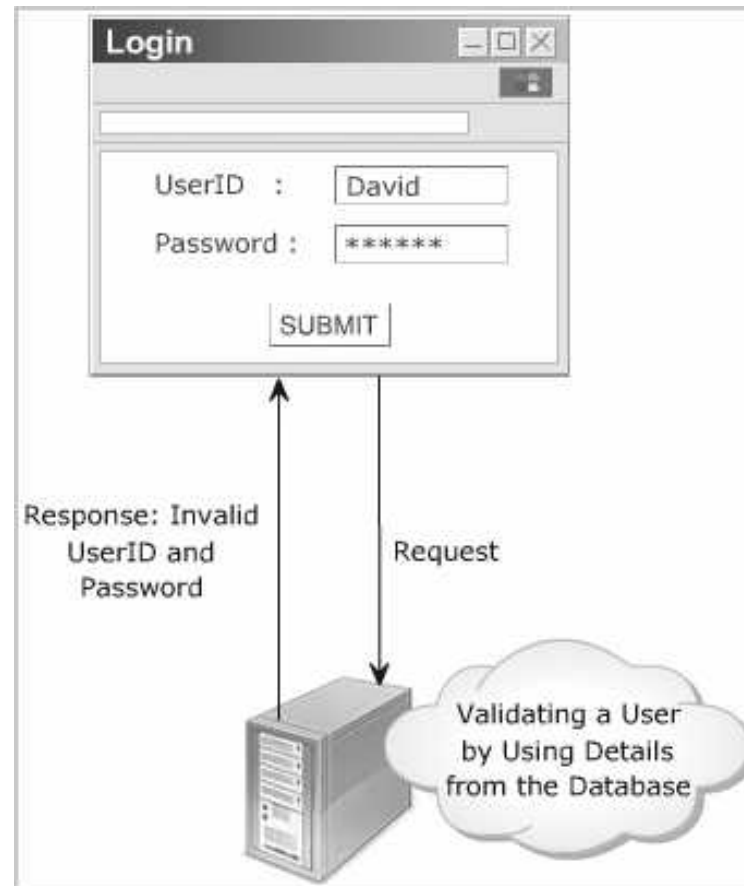 Login
UserID :
David
Password :
******
SUBMIT
Response: Invalid
UserID and
Password
Request
Validating a User
by Using Details
from the Database